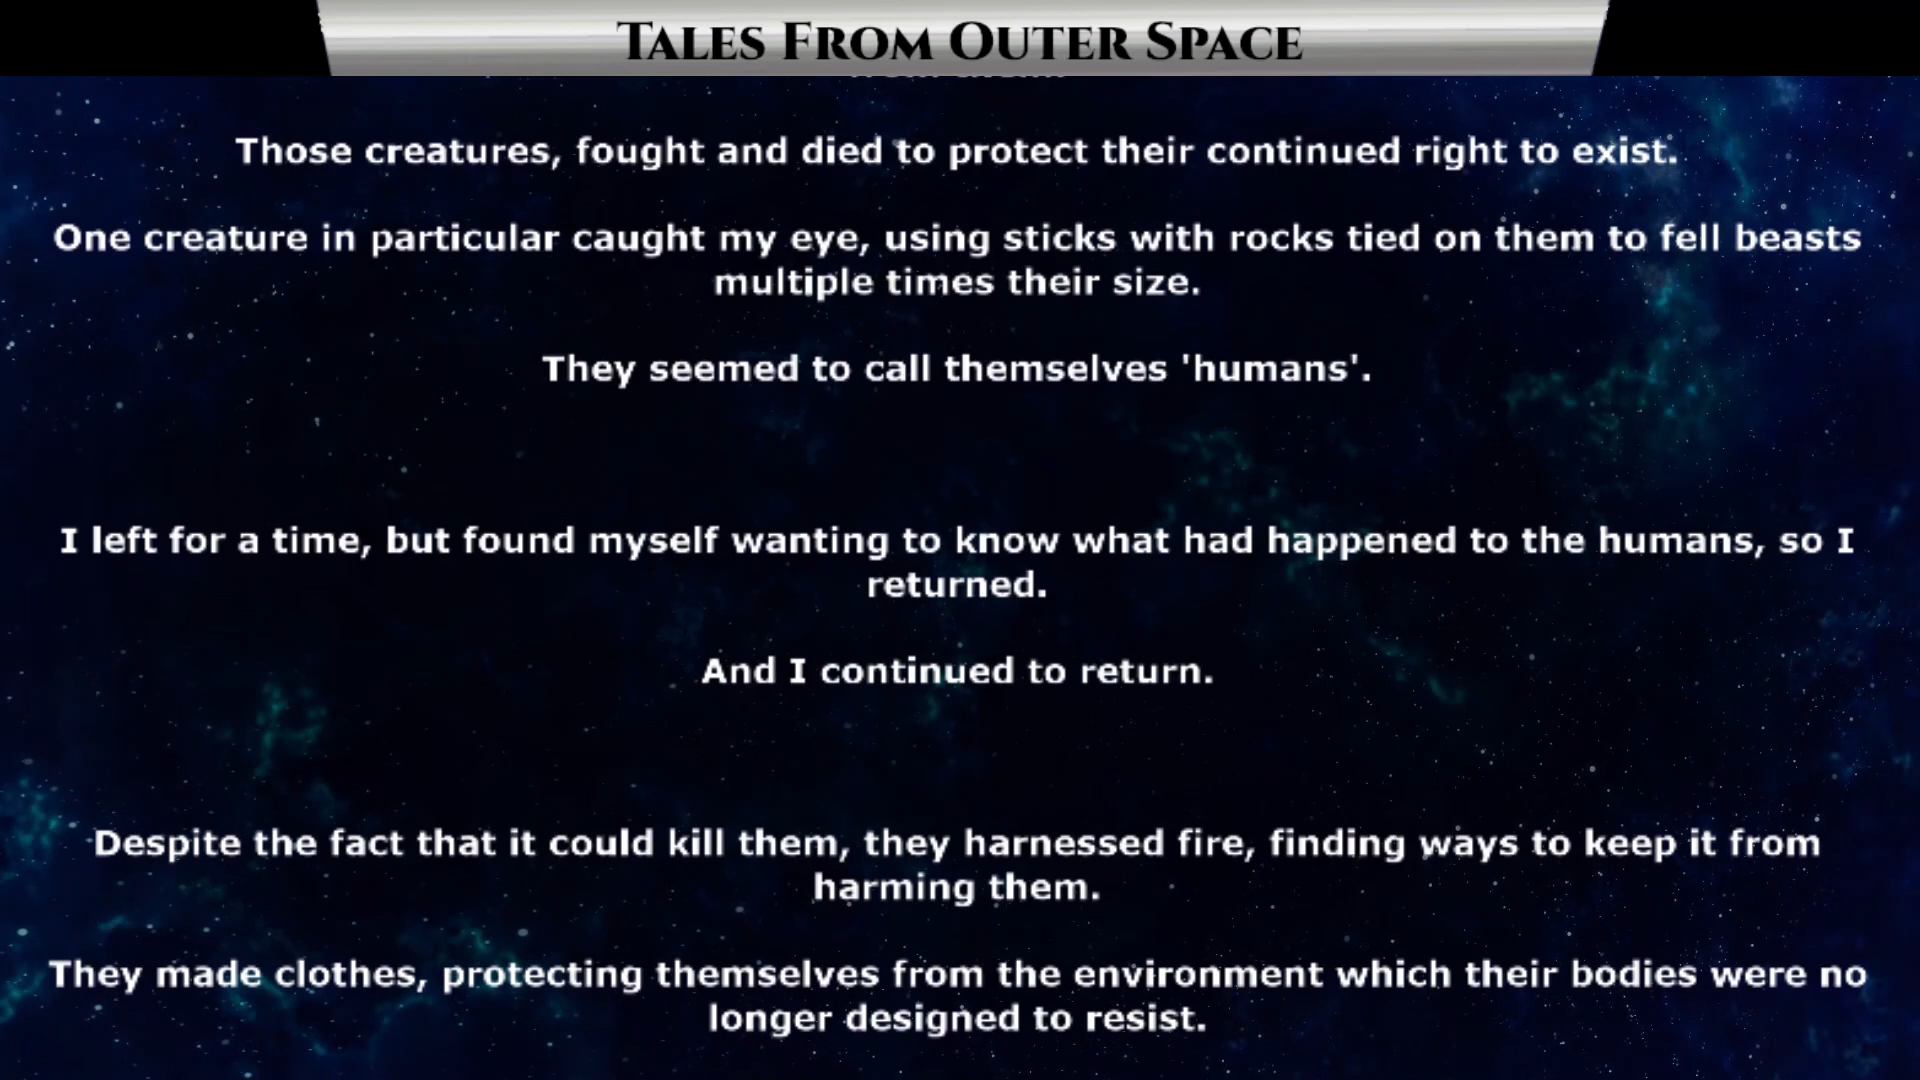 Tales From Outer Space
Those creatures, fought and died to protect their continued right to exist.
One creature in particular caught my eye, using sticks with rocks tied on them to fell beasts
multiple times their size.
They seemed to call themselves 'humans'.
I left for a time, but found myself wanting to know what had happened to the humans, so I
returned.
And I continued to return.
Despite the fact that it could kill them, they harnessed fire, finding ways to keep it from
harming them.
They made clothes, protecting themselves from the environment which their bodies were no
longer designed to resist.